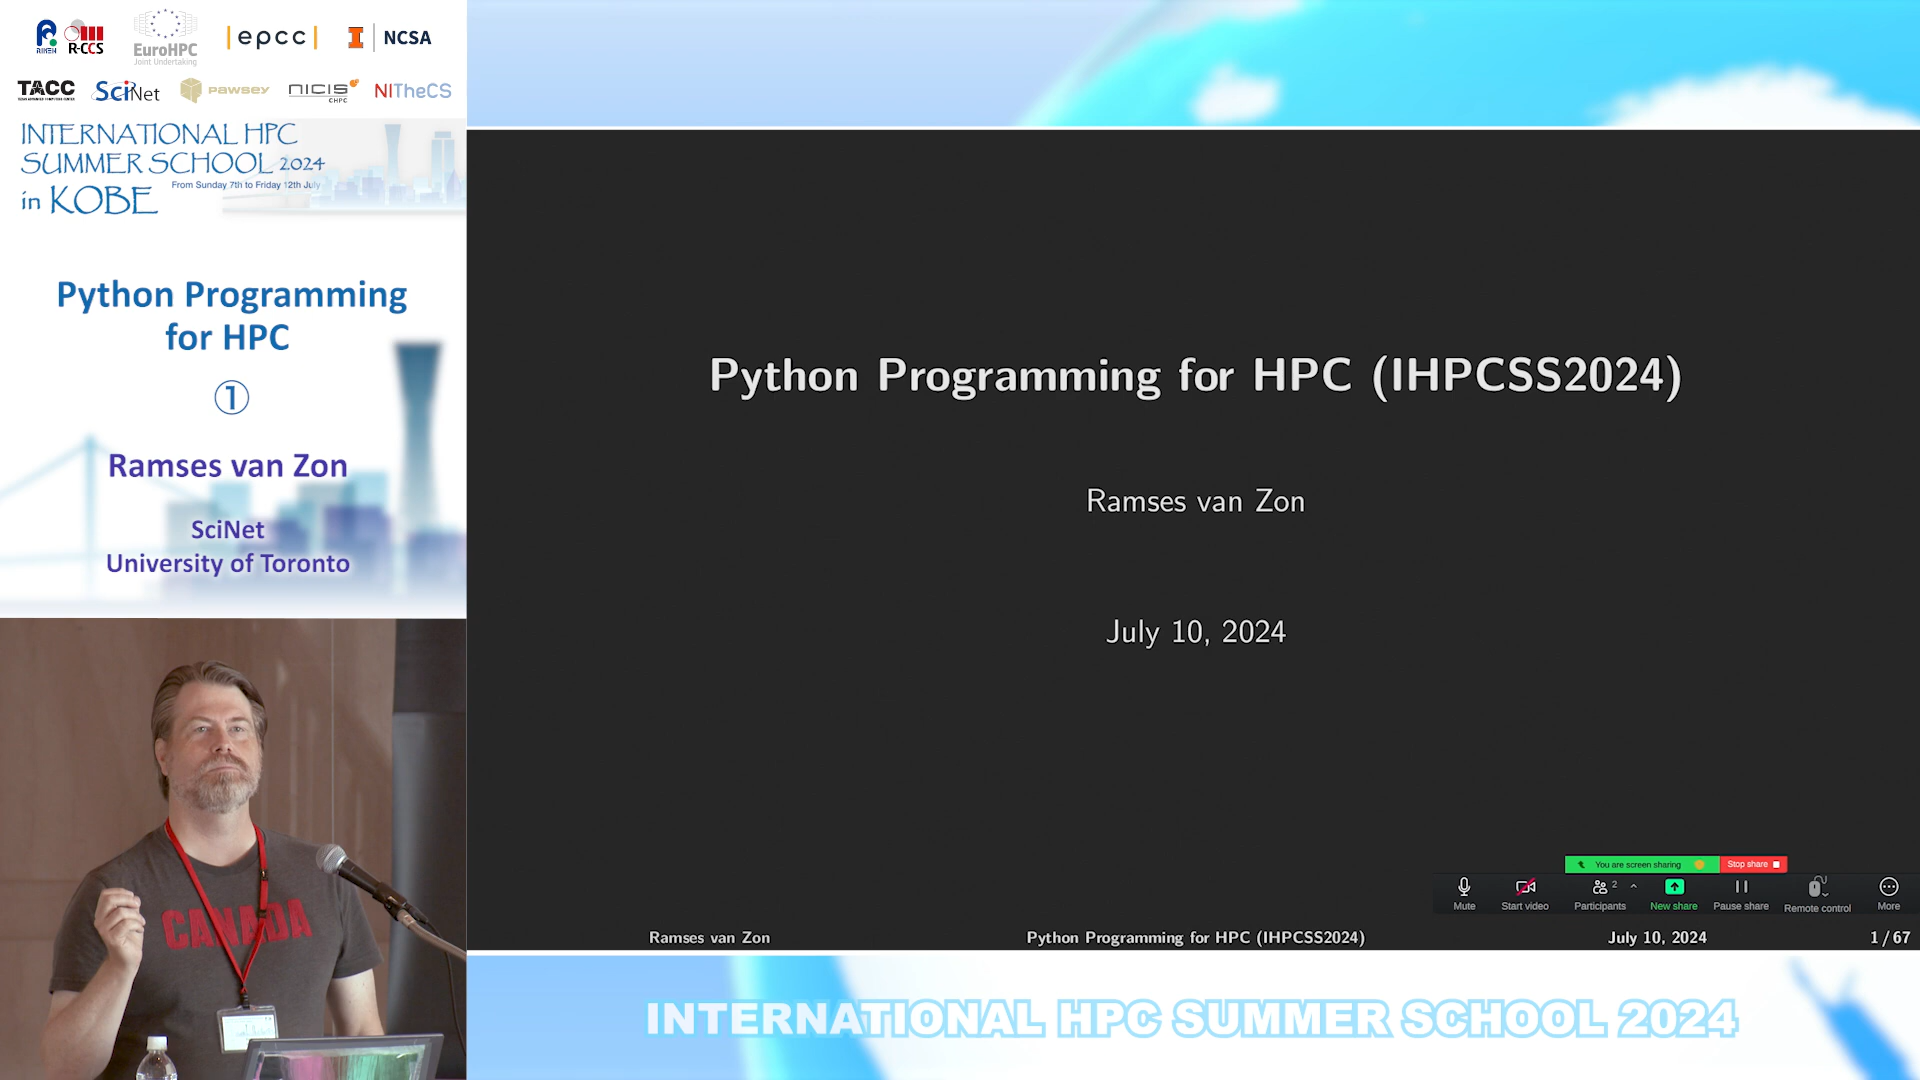 RIKEN
R-CCS
EuroHPC
Joint Undertaking
epcc
I NCSA
TACC
SciNet
PAWSEY
NICIS
CHPC
NITheCS
INTERNATIONAL HPC
SUMMER SCHOOL 2024
From Sunday 7th to Friday 12th July
in KOBE
Python Programming
for HPC
①
Ramses van Zon
SciNet
University of Toronto
CANADA
Python Programming for HPC (IHPCSS2024)
Ramses van Zon
July 10, 2024
You are screen sharing
Stop share
2
Mute
Start video
Participants
New share
Pause share
Remote control
More
Ramses van Zon
Python Programming for HPC (IHPCSS2024)
July 10, 2024
1 / 67
INTERNATIONAL HPC SUMMER SCHOOL 2024